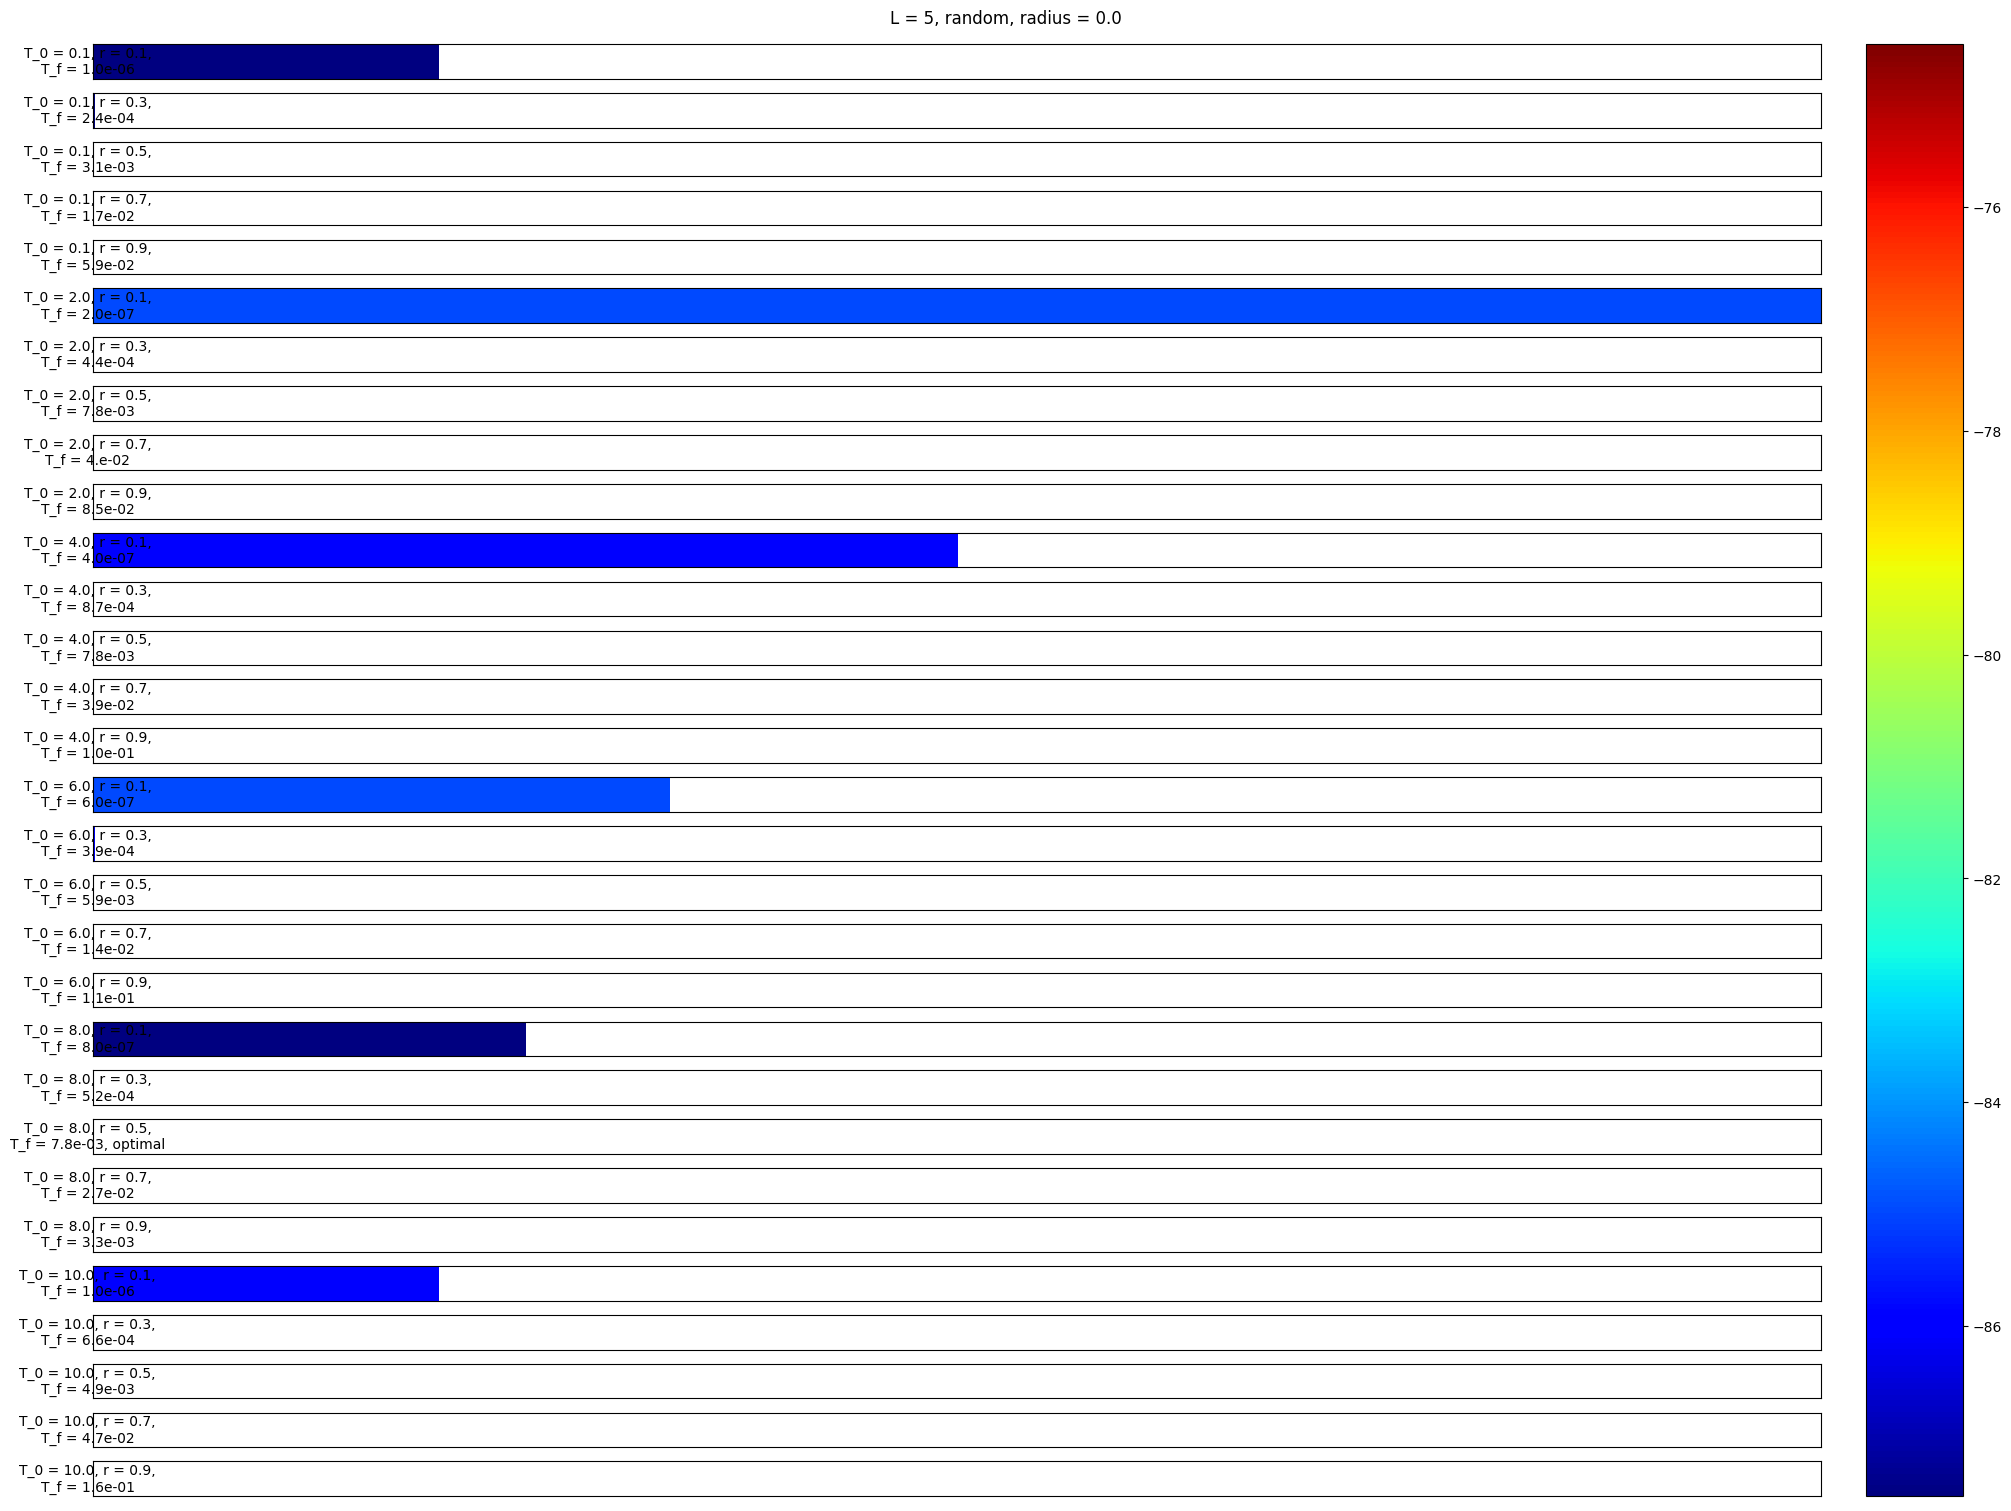 L = 5, random, radius = 0.0
T_0 = 0.1, r = 0.1,
T_f = 1.0e-06
T_0 = 0.1, r = 0.3,
T_f = 2.4e-04
T_0 = 0.1, r = 0.5,
T_f = 3.1e-03
T_0 = 0.1, r = 0.7,
T_f = 1.7e-02
T_0 = 0.1, r = 0.9,
T_f = 5.9e-02
T_0 = 2.0, r = 0.1,
T_f = 2.0e-07
T_0 = 2.0, r = 0.3,
T_f = 4.4e-04
T_0 = 2.0, r = 0.5,
T_f = 7.8e-03
T_0 = 2.0, r = 0.7,
T_f = 4.e-02
T_0 = 2.0, r = 0.9,
T_f = 8.5e-02
T_0 = 4.0, r = 0.1,
T_f = 4.0e-07
T_0 = 4.0, r = 0.3,
T_f = 8.7e-04
T_0 = 4.0, r = 0.5,
T_f = 7.8e-03
T_0 = 4.0, r = 0.7,
T_f = 3.9e-02
T_0 = 4.0, r = 0.9,
T_f = 1.0e-01
T_0 = 6.0, r = 0.1,
T_f = 6.0e-07
T_0 = 6.0, r = 0.3,
T_f = 3.9e-04
T_0 = 6.0, r = 0.5,
T_f = 5.9e-03
T_0 = 6.0, r = 0.7,
T_f = 1.4e-02
T_0 = 6.0, r = 0.9,
T_f = 1.1e-01
T_0 = 8.0, r = 0.1,
T_f = 8.0e-07
T_0 = 8.0, r = 0.3,
T_f = 5.2e-04
T_0 = 8.0, r = 0.5,
T_f = 7.8e-03, optimal
T_0 = 8.0, r = 0.7,
T_f = 2.7e-02
T_0 = 8.0, r = 0.9,
T_f = 3.3e-03
T_0 = 10.0, r = 0.1,
T_f = 1.0e-06
T_0 = 10.0, r = 0.3,
T_f = 6.6e-04
T_0 = 10.0, r = 0.5,
T_f = 4.9e-03
T_0 = 10.0, r = 0.7,
T_f = 4.7e-02
T_0 = 10.0, r = 0.9,
T_f = 1.6e-01
−76
−78
−80
−82
−84
−86